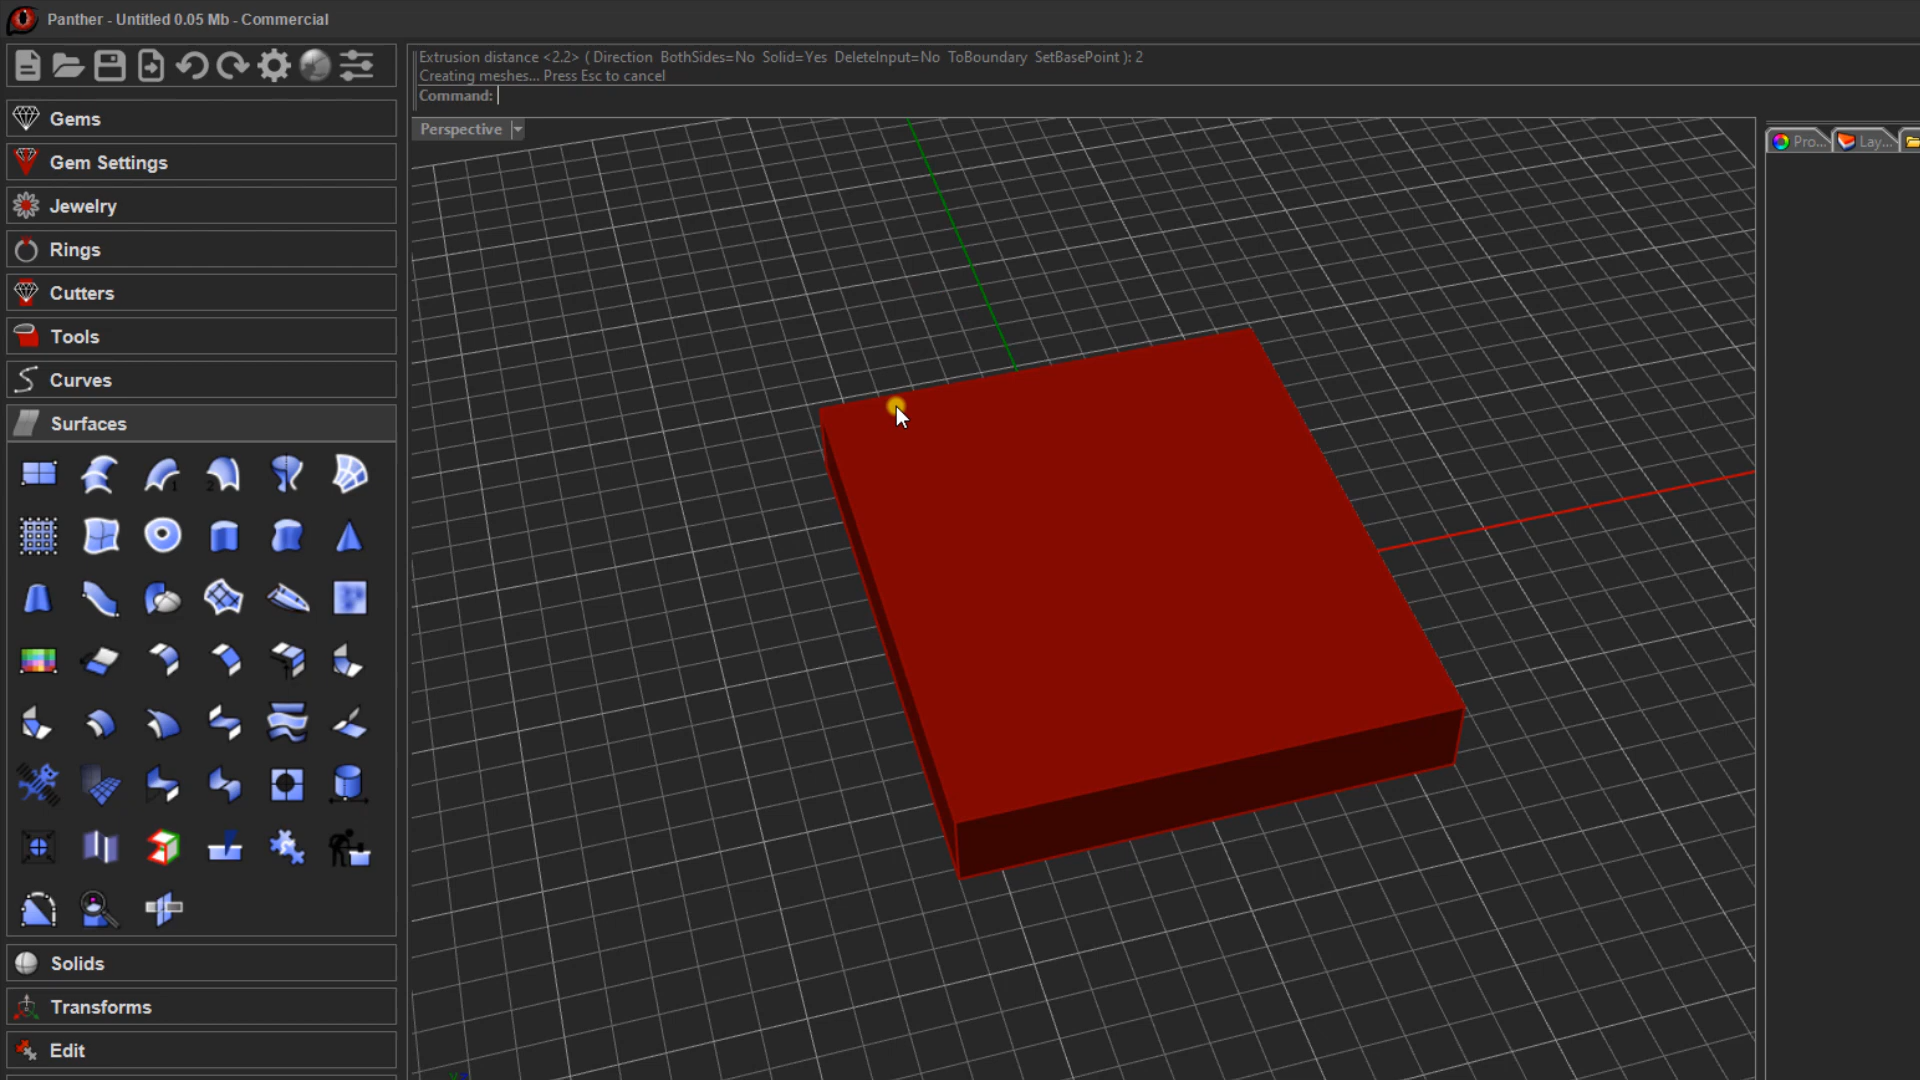 Panther - Untitled 0.05 Mb - Commercial
Extrusion distance <2.2> ( Direction BothSides=No Solid=Yes DeleteInput=No ToBoundary SetBasePoint ): 2
Creating meshes... Press Esc to cancel
Command:
Perspective
Pro...
Lay...
Gems
Gem Settings
Jewelry
Rings
Cutters
Tools
Curves
Surfaces
1
2
Solids
Transforms
Edit